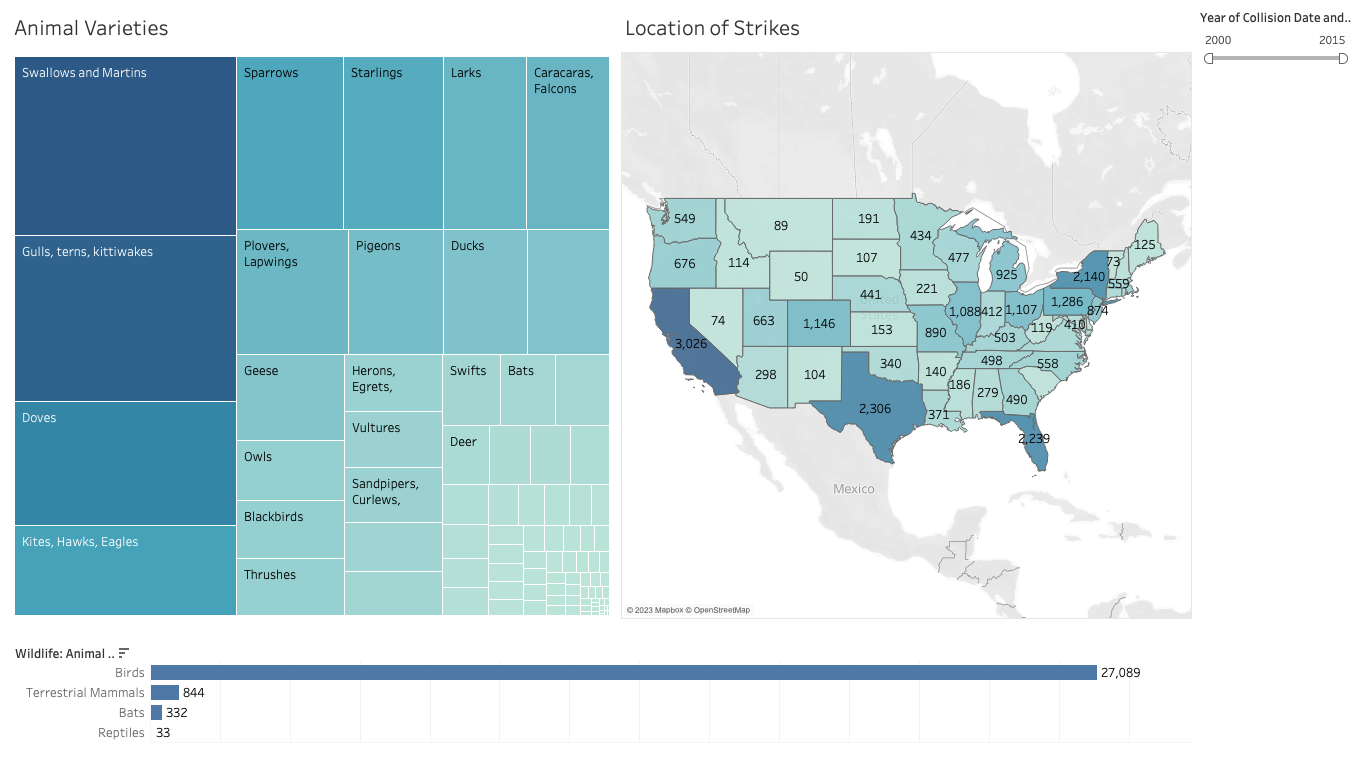 Animal Varieties
Location of Strikes
Year of Collision Date and..
2000
2015
Swallows and Martins
Gulls, terns, kittiwakes
Doves
Kites, Hawks, Eagles
Sparrows
Starlings
Larks
Caracaras,
Falcons
Plovers,
Lapwings
Pigeons
Ducks
Geese
Owls
Blackbirds
Thrushes
Herons,
Egrets,
Vultures
Sandpipers,
Curlews,
Swifts
Bats
Deer
549
89
191
434
477
125
676
114
107
50
925
73
2,140
559
441
221
1,286
874
3,026
74
663
1,146
153
890
1,088
412
1,107
119
410
503
298
104
340
140
498
558
186
279
490
2,306
371
2,239
United
States
Mexico
© 2023 Mapbox © OpenStreetMap
Wildlife: Animal ..
Birds
27,089
Terrestrial Mammals
844
Bats
332
Reptiles
33